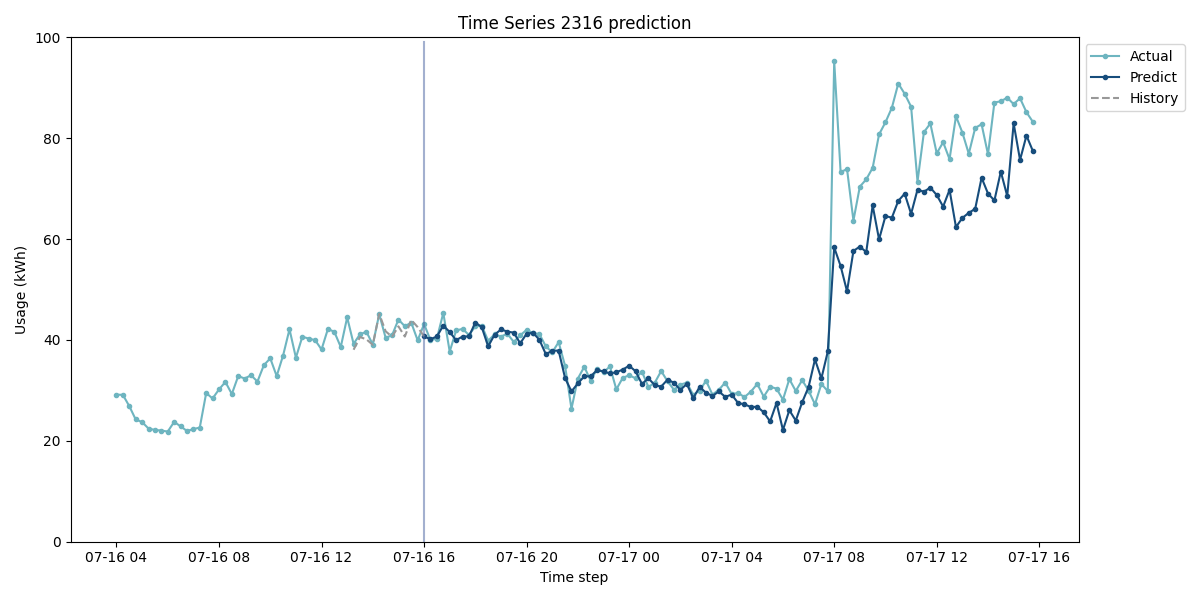 Time Series 2316 prediction
100
80
60
40
20
0
Usage (kWh)
07-16 04
07-16 08
07-16 12
07-16 16
07-16 20
07-17 00
07-17 04
07-17 08
07-17 12
07-17 16
Time step
Actual
Predict
History